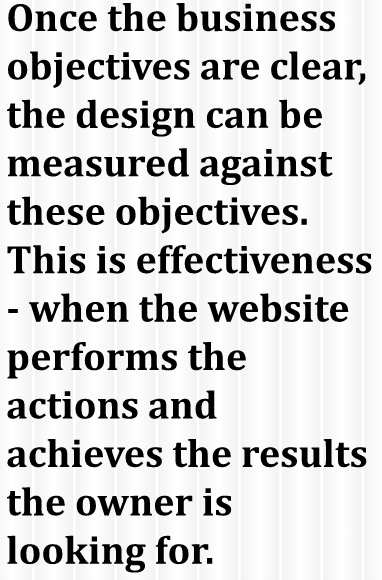 Once the business
objectives are clear,
the design can be
measured against
these objectives.
This is effectiveness
- when the website
performs the
actions and
achieves the results
the owner is
looking for.